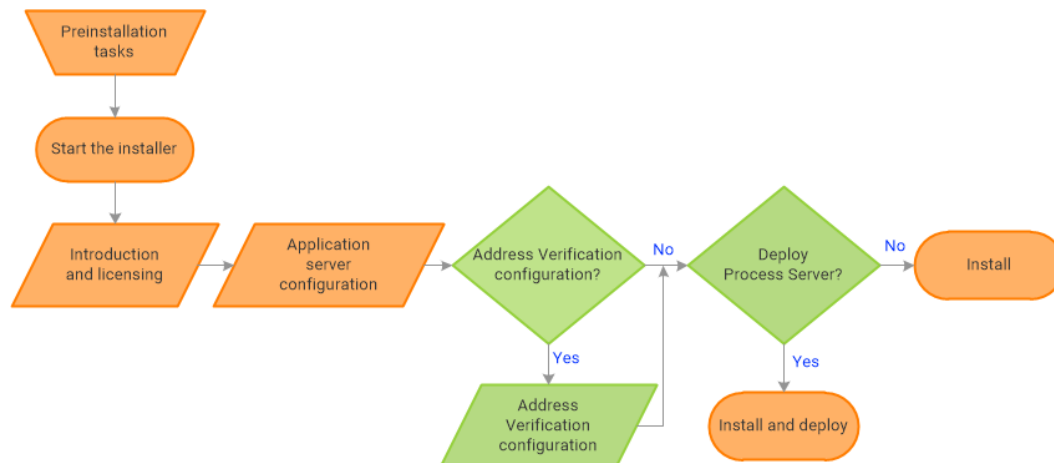 Preinstallation
tasks
Start the installer
Introduction
and licensing
Application
server
configuration
Address Verification
configuration?
No
Yes
Address
Verification
configuration
Deploy
Process Server?
No
Install
Yes
Install and deploy